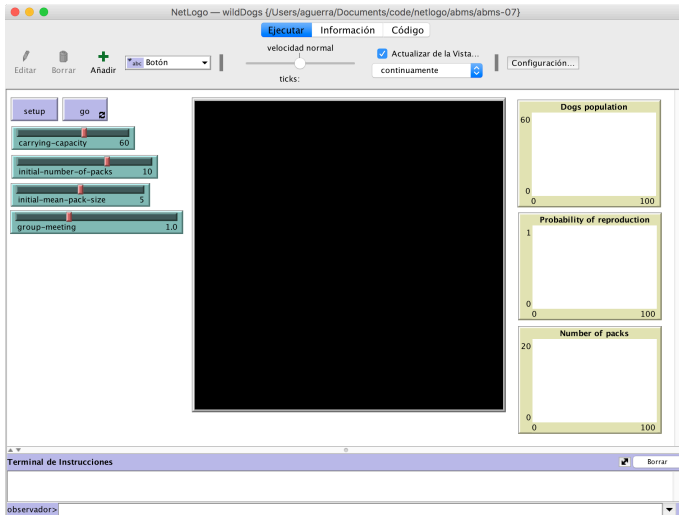 NetLogo — wildDogs {/Users/aguerra/Documents/code/netlogo/abms/abms-07}
Ejecutar Información Código
Editar Borrar Añadir
abc Botón
velocidad normal
ticks:
Actualizar de la Vista...
continuamente
Configuración...
setup go
carrying-capacity 60
initial-number-of-packs 10
initial-mean-pack-size 5
group-meeting 1.0
Dogs population
60
0
0 100
Probability of reproduction
1
0
0 100
Number of packs
20
0
0 100
Terminal de Instrucciones Borrar
observador>